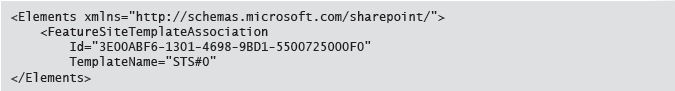 <Elements xmlns="http://schemas.microsoft.com/sharepoint/">
<FeatureSiteTemplateAssociation
Id="3E00ABF6-1301-4698-9BD1-5500725000F0"
TemplateName="STS#0">
</Elements>